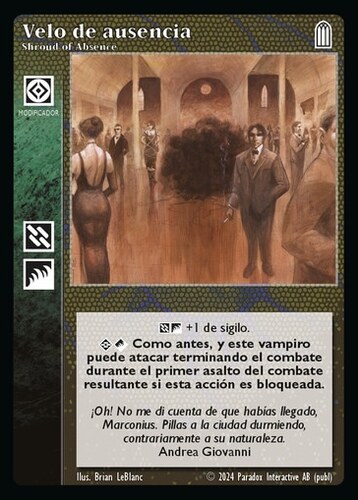 Velo de ausencia
Shroud of Absence
MODIFICADOR
+1 de sigilo.
Como antes, y este vampiro
puede atacar terminando el combate
durante el primer asalto del combate
resultante si esta acción es bloqueada.
¡Oh! No me di cuenta de que habías llegado,
Marconius. Pillas a la ciudad durmiendo,
contrariamente a su naturaleza.
Andrea Giovanni
Ilus. Brian LeBlanc
© 2024 Paradox Interactive AB (publ)